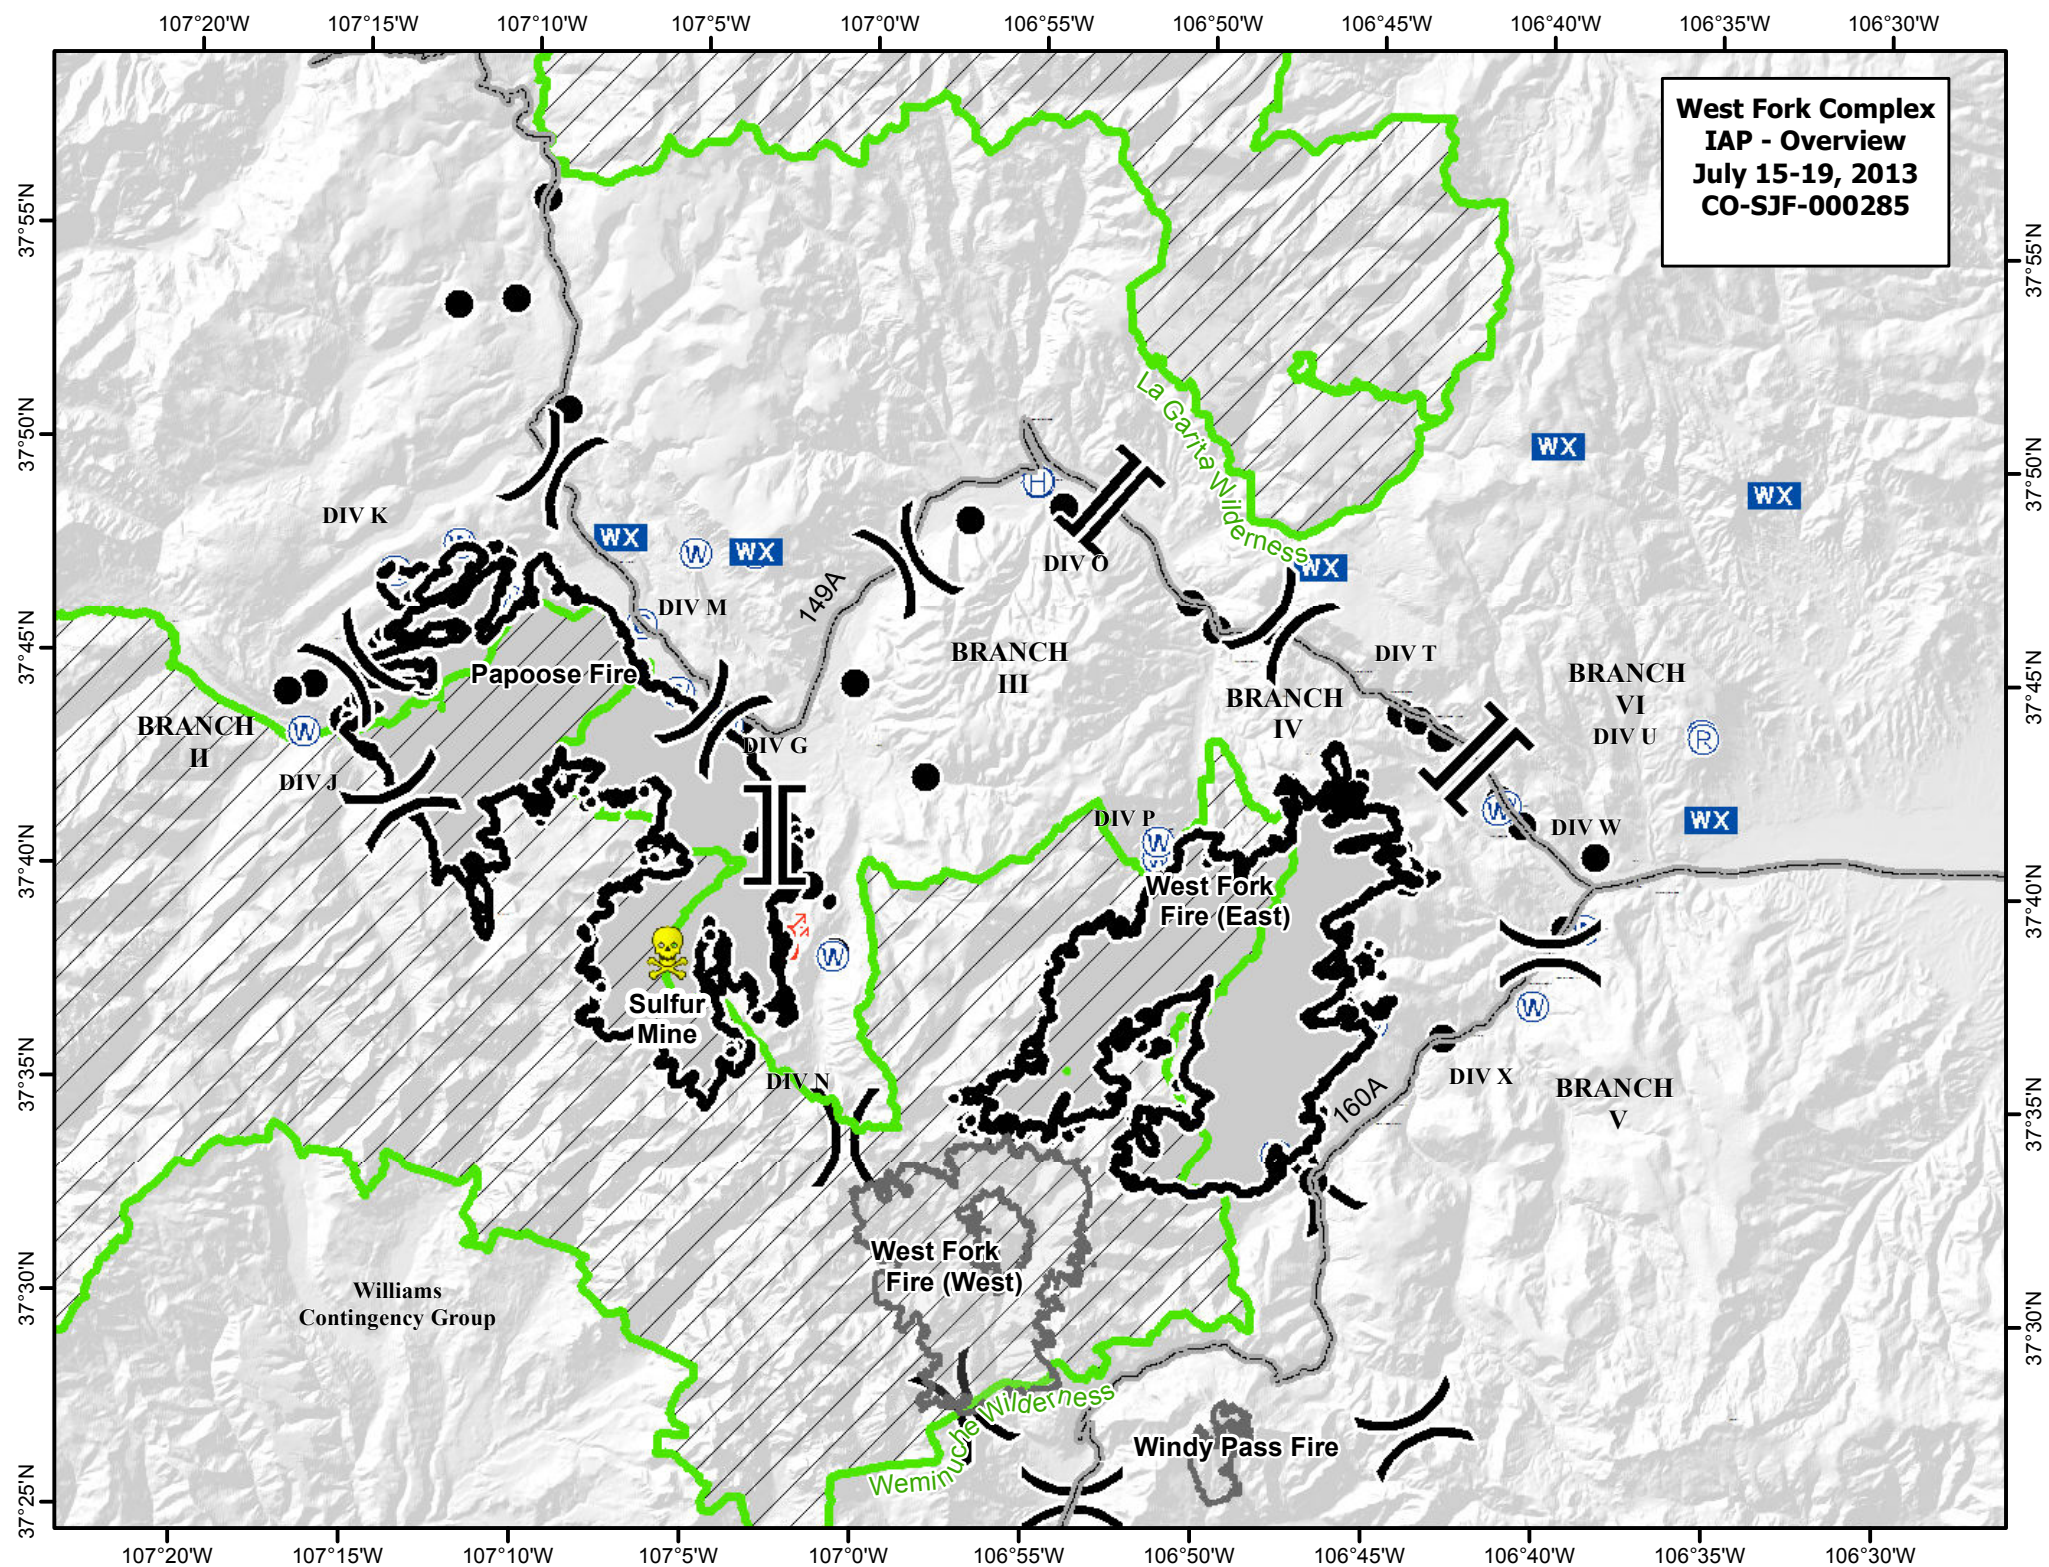 107°20'W 107°15'W 107°10'W 107°5'W 107°0'W 106°55'W 106°50'W 106°45'W 106°40'W 106°35'W 106°30'W
West Fork Complex
IAP - Overview
July 15-19, 2013
CO-SJF-000285
37°55'N
37°55'N
37°50'N
37°50'N
La Garita Wilderness
WX
WX
H
DIV K
WX
WX
W
W
W
DIV O
WX
149A
DIV M
37°45'N
37°45'N
Papoose Fire
BRANCH
III
DIV T
BRANCH
VI
BRANCH
IV
BRANCH
II
W
DIV G
DIV U
R
DIV J
DIV P
W
W
W
DIV W
WX
37°40'N
37°40'N
West Fork
Fire (East)
W
Sulfur
Mine
W
DIV N
DIV X
BRANCH
V
160A
37°35'N
37°35'N
West Fork
Fire (West)
Williams
Contingency Group
37°30'N
37°30'N
Weminuche Wilderness
Windy Pass Fire
37°25'N
107°20'W 107°15'W 107°10'W 107°5'W 107°0'W 106°55'W 106°50'W 106°45'W 106°40'W 106°35'W 106°30'W